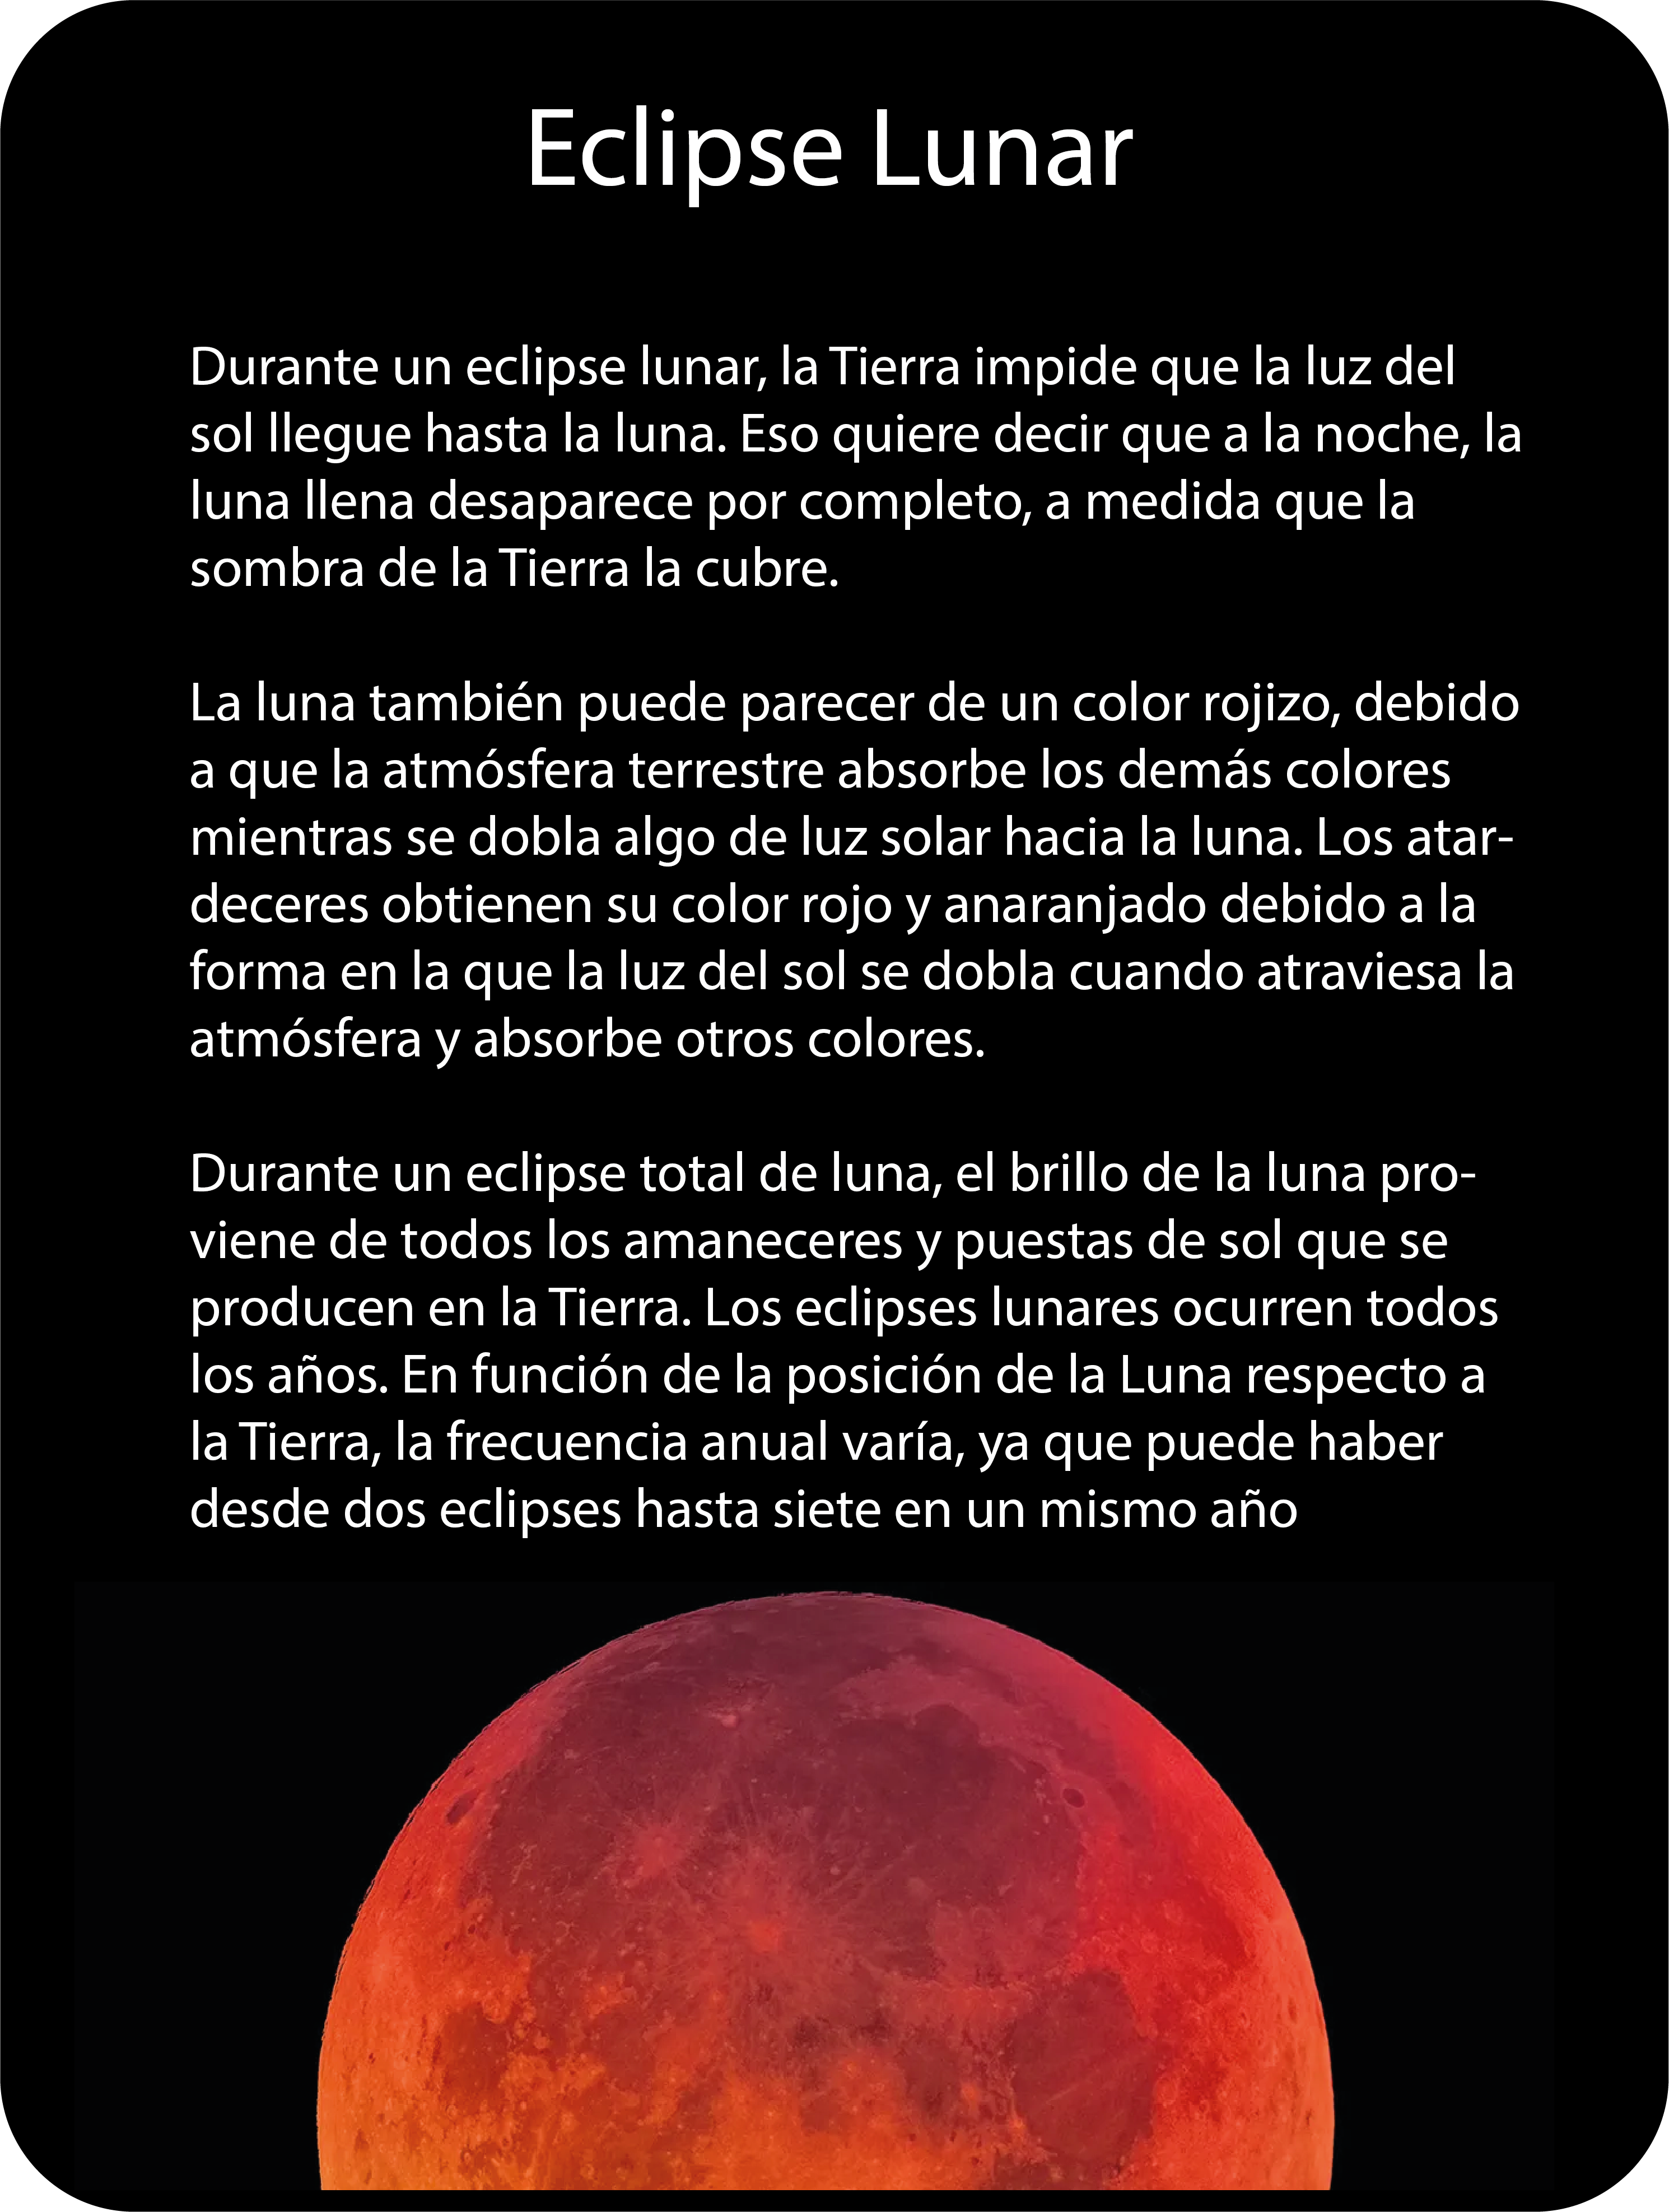 Eclipse Lunar
Durante un eclipse lunar, la Tierra impide que la luz del
sol llegue hasta la luna. Eso quiere decir que a la noche, la
luna llena desaparece por completo, a medida que la
sombra de la Tierra la cubre.
La luna también puede parecer de un color rojizo, debido
a que la atmósfera terrestre absorbe los demás colores
mientras se dobla algo de luz solar hacia la luna. Los atar-
deceres obtienen su color rojo y anaranjado debido a la
forma en la que la luz del sol se dobla cuando atraviesa la
atmósfera y absorbe otros colores.
Durante un eclipse total de luna, el brillo de la luna pro-
viene de todos los amaneceres y puestas de sol que se
producen en la Tierra. Los eclipses lunares ocurren todos
los años. En función de la posición de la Luna respecto a
la Tierra, la frecuencia anual varía, ya que puede haber
desde dos eclipses hasta siete en un mismo año